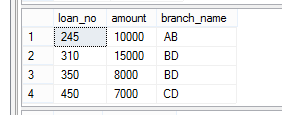 loan_no amount branch_name
1 245 10000 AB
2 310 15000 BD
3 350 8000 BD
4 450 7000 CD